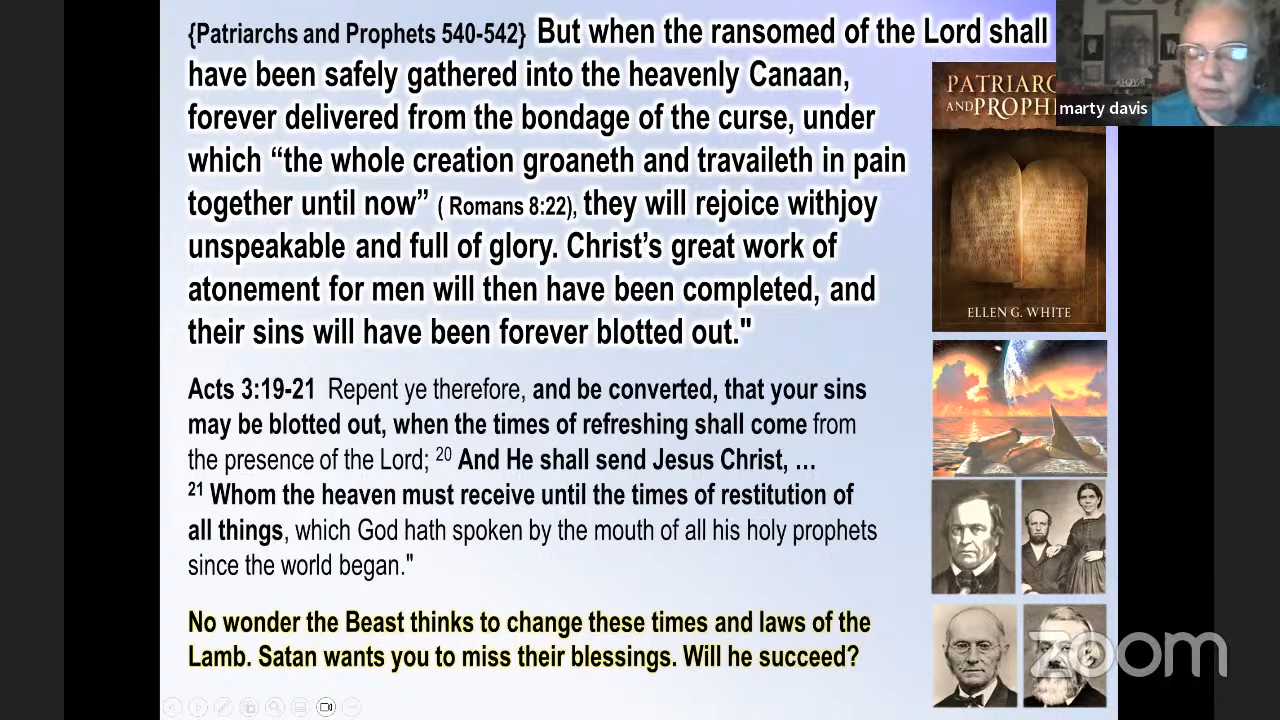 {Patriarchs and Prophets 540-542} But when the ransomed of the Lord shall
have been safely gathered into the heavenly Canaan,
forever delivered from the bondage of the curse, under
which “the whole creation groaneth and travaileth in pain
together until now” ( Romans 8:22), they will rejoice withjoy
unspeakable and full of glory. Christ’s great work of
atonement for men will then have been completed, and
their sins will have been forever blotted out."
Acts 3:19-21 Repent ye therefore, and be converted, that your sins
may be blotted out, when the times of refreshing shall come from
the presence of the Lord; 20 And He shall send Jesus Christ, …
21 Whom the heaven must receive until the times of restitution of
all things, which God hath spoken by the mouth of all his holy prophets
since the world began."
No wonder the Beast thinks to change these times and laws of the
Lamb. Satan wants you to miss their blessings. Will he succeed?
marty davis
AND
ELLEN G. WHITE
zoom